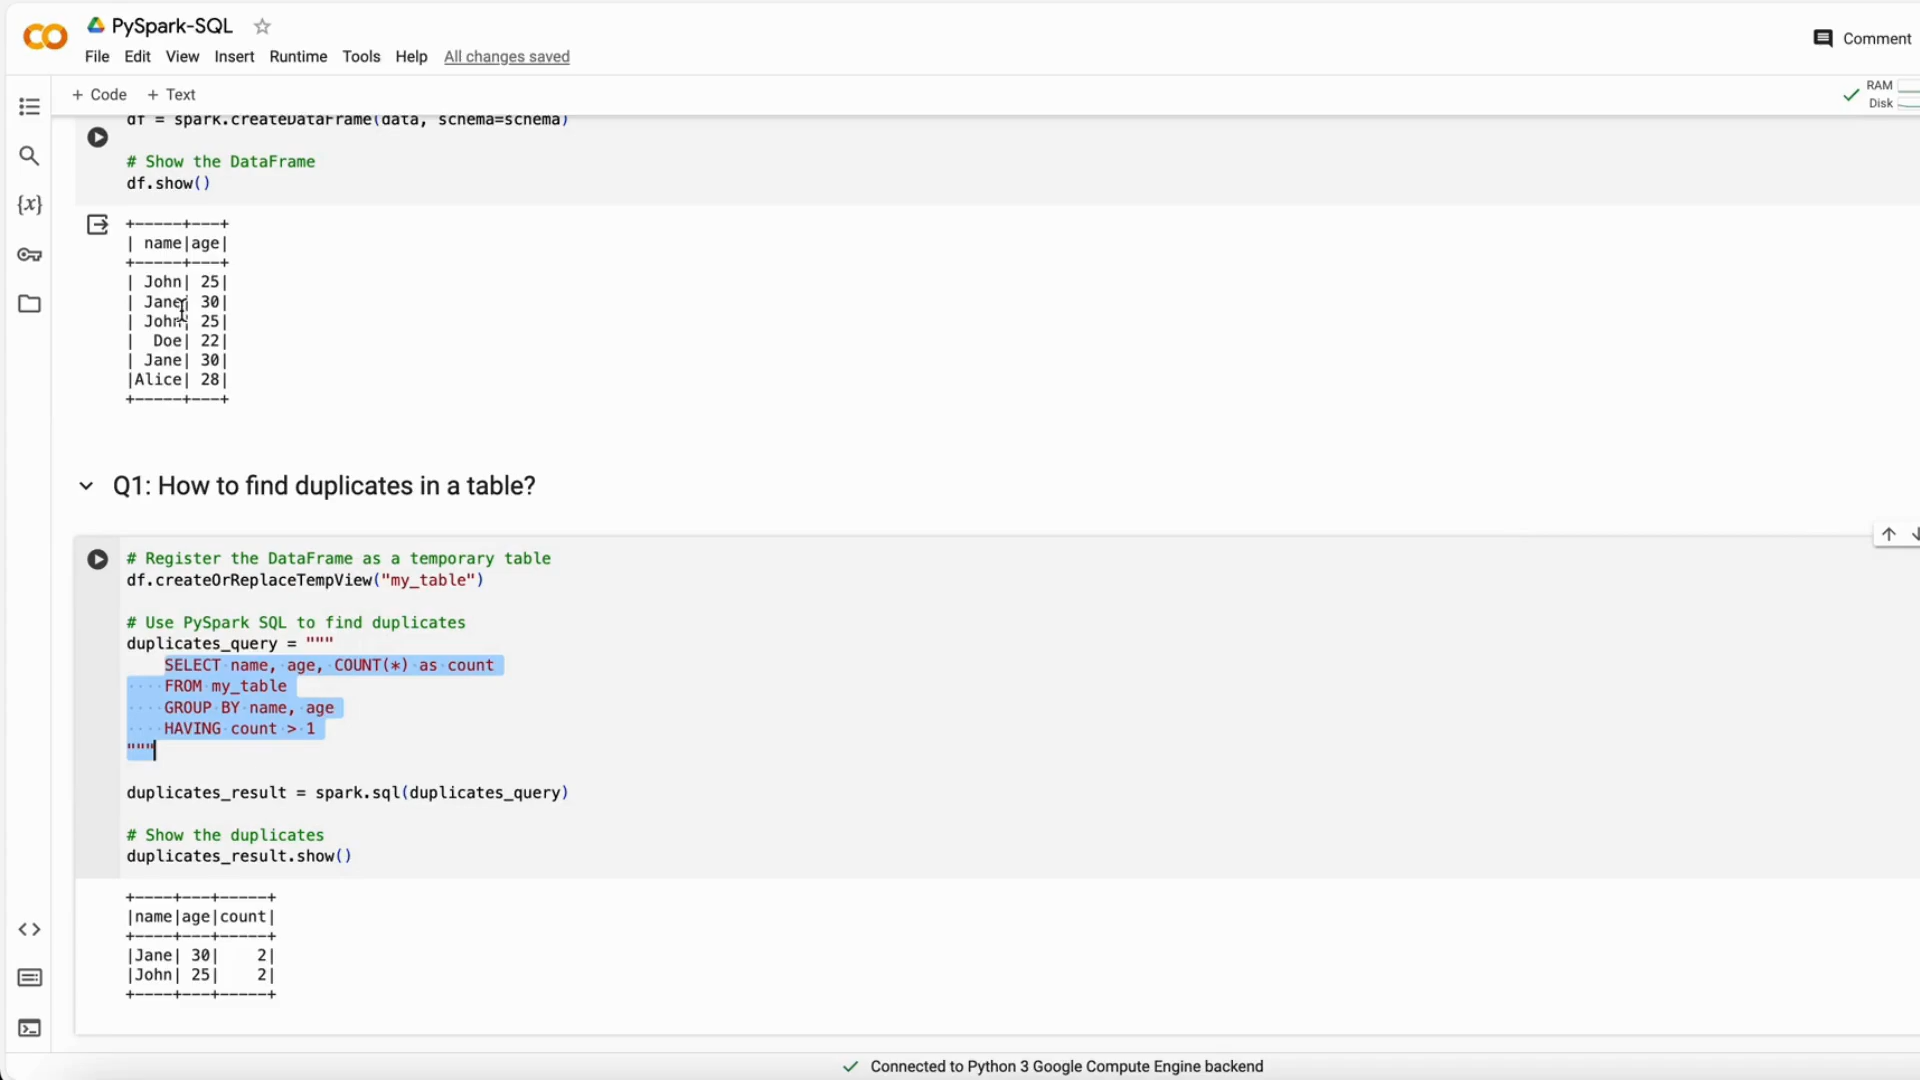 PySpark-SQL
File Edit View Insert Runtime Tools Help All changes saved
Comment
+ Code + Text
RAM
Disk
df = spark.createDataFrame(data, schema=schema)
# Show the DataFrame
df.show()
+-----+---+
| name|age|
+-----+---+
| John| 25|
| Jane| 30|
| John| 25|
|  Doe| 22|
| Jane| 30|
|Alice| 28|
+-----+---+
Q1: How to find duplicates in a table?
# Register the DataFrame as a temporary table
df.createOrReplaceTempView("my_table")
# Use PySpark SQL to find duplicates
duplicates_query = """
    SELECT name, age, COUNT(*) as count
    FROM my_table
    GROUP BY name, age
    HAVING count > 1
"""
duplicates_result = spark.sql(duplicates_query)
# Show the duplicates
duplicates_result.show()
+----+---+-----+
|name|age|count|
+----+---+-----+
|Jane| 30|    2|
|John| 25|    2|
+----+---+-----+
Connected to Python 3 Google Compute Engine backend